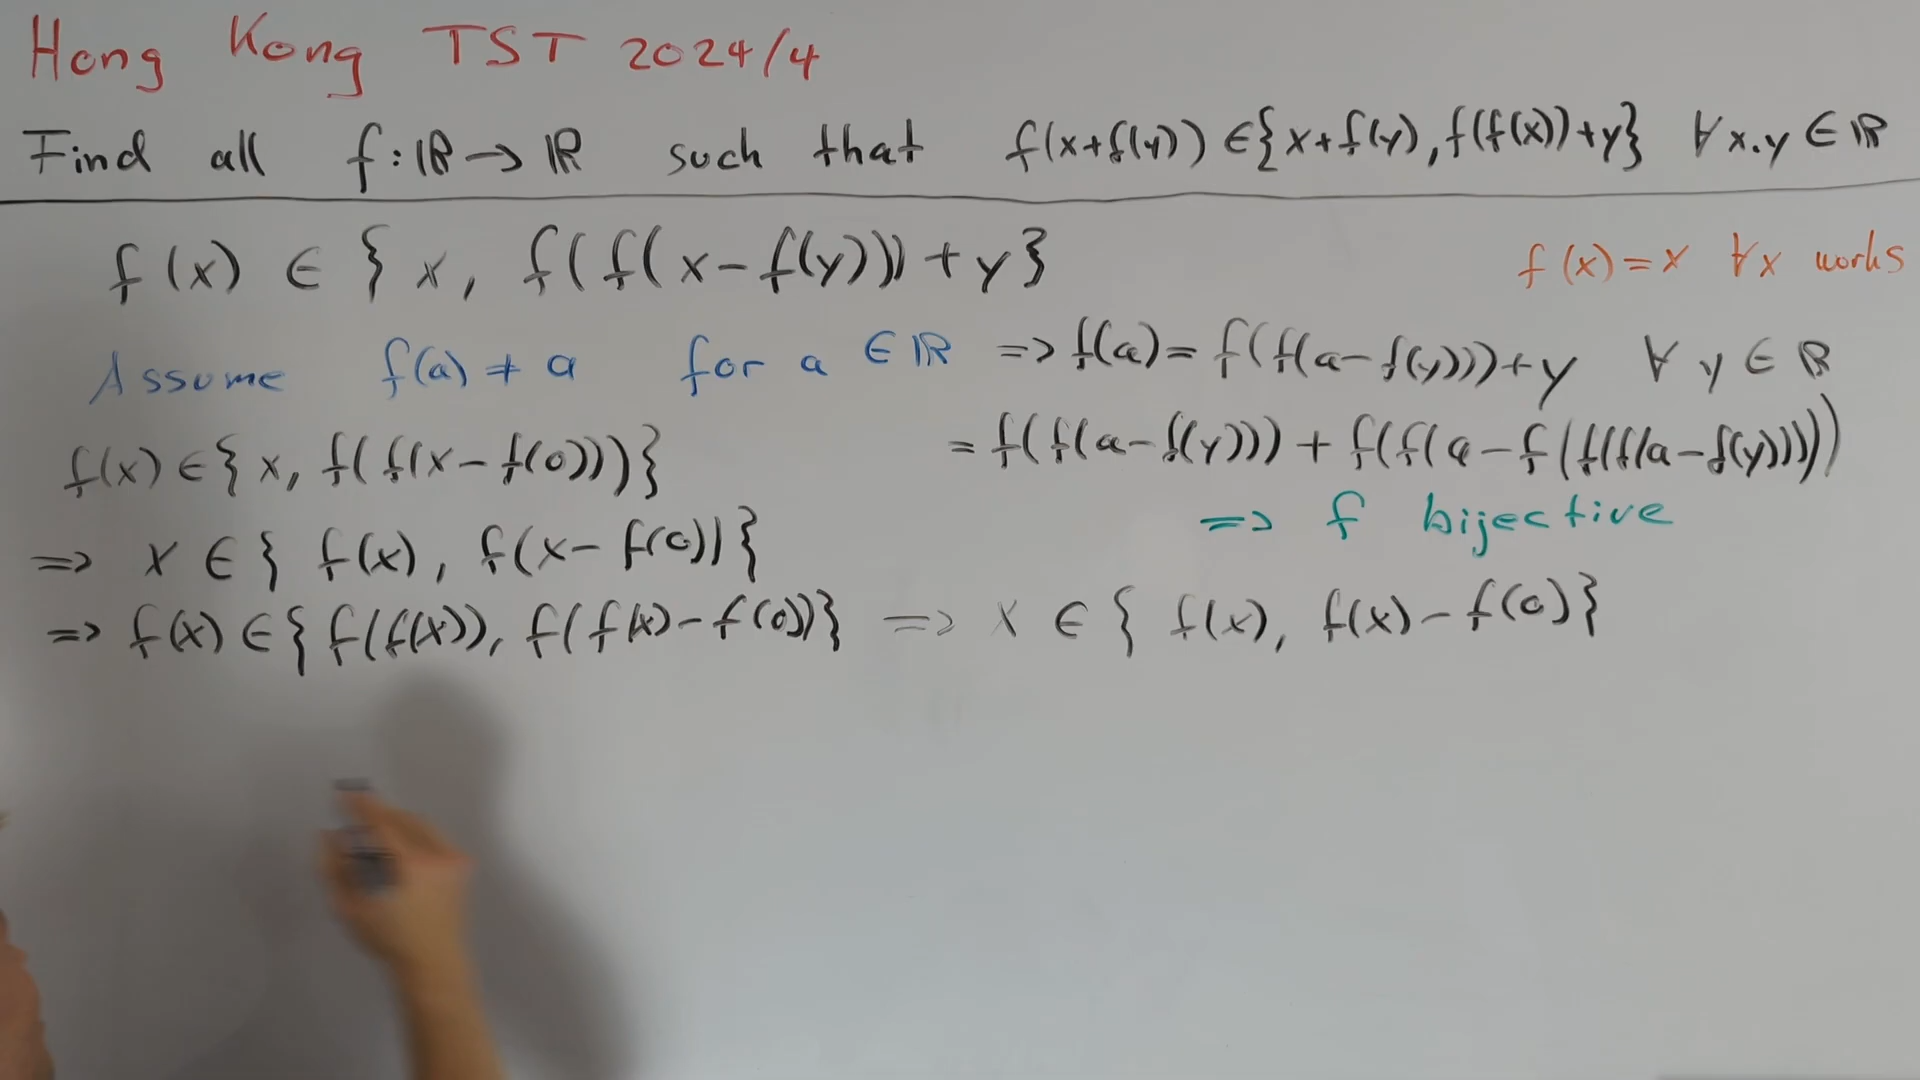 Hong Kong TST 2024/4
Find all f:ℝ→ℝ such that f(x+f(y))∈{x+f(y),f(f(x))+y} ∀x.y∈ℝ
f(x) ∈ {x, f(f(x-f(y)))+y}
f(x)=x ∀x works
Assume f(a)≠a for a ∈ℝ => f(a)= f(f(a-f(y)))+y ∀ y∈ℝ
= f(f(a-f(y))) + f(f(a-f(f(f(a-f(y))))))
=> f bijective
f(x)∈{x, f(f(x-f(0)))}
=> x ∈{ f(x), f(x-f(0))}
=> f(x)∈{f(f(x)), f(f(x)-f(0))} => x ∈{ f(x), f(x)-f(0)}